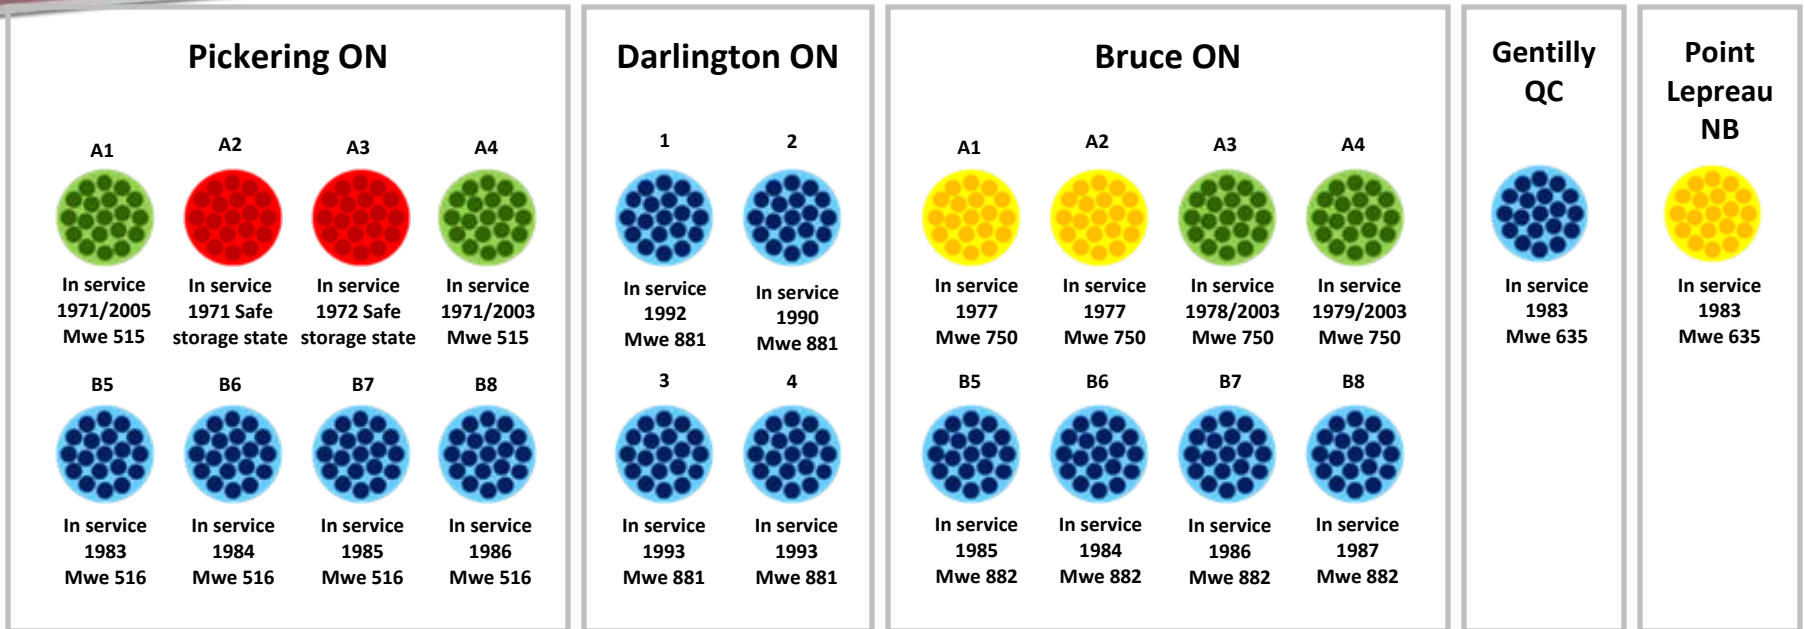 Pickering ON
A1
In service
1971/2005
Mwe 515
A2
In service
1971 Safe
storage state
A3
In service
1972 Safe
storage state
A4
In service
1971/2003
Mwe 515
B5
In service
1983
Mwe 516
B6
In service
1984
Mwe 516
B7
In service
1985
Mwe 516
B8
In service
1986
Mwe 516
Darlington ON
1
In service
1992
Mwe 881
2
In service
1990
Mwe 881
3
In service
1993
Mwe 881
4
In service
1993
Mwe 881
Bruce ON
A1
In service
1977
Mwe 750
A2
In service
1977
Mwe 750
A3
In service
1978/2003
Mwe 750
A4
In service
1979/2003
Mwe 750
B5
In service
1985
Mwe 882
B6
In service
1984
Mwe 882
B7
In service
1986
Mwe 882
B8
In service
1987
Mwe 882
Gentilly
QC
In service
1983
Mwe 635
Point
Lepreau
NB
In service
1983
Mwe 635